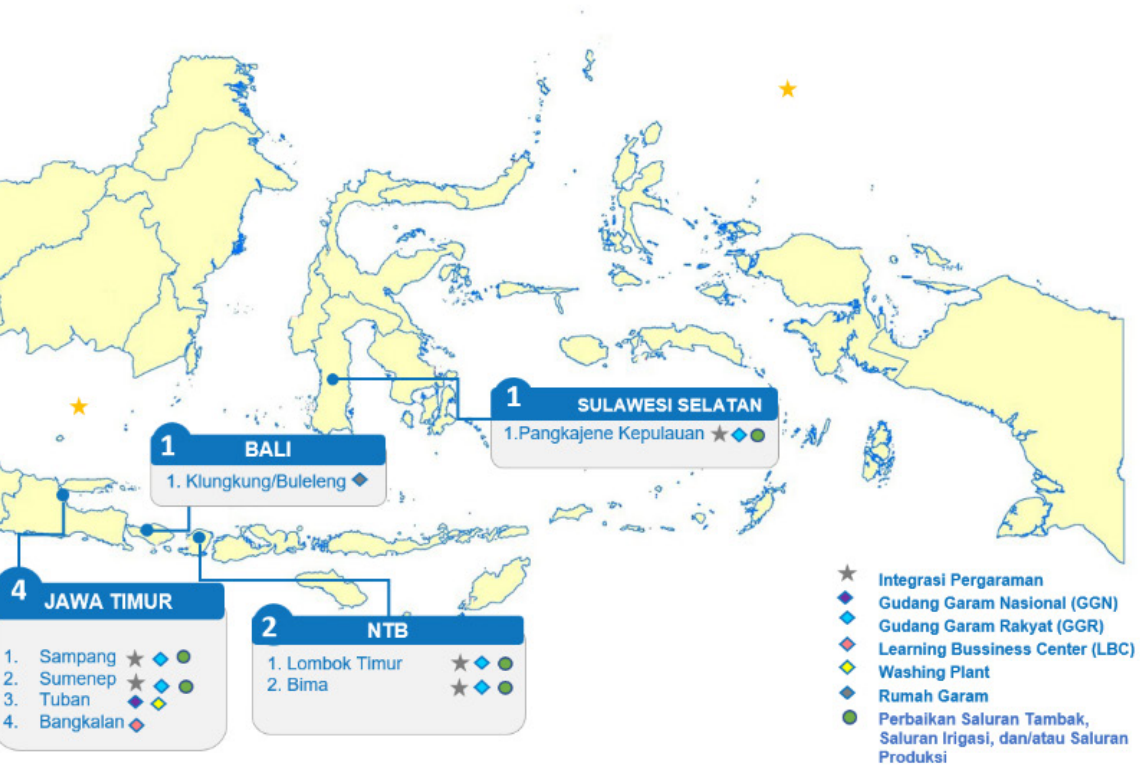 1
SULAWESI SELATAN
1.Pangkajene Kepulauan
1
BALI
1. Klungkung/Buleleng
4
JAWA TIMUR
1. Sampang
2. Sumenep
3. Tuban
4. Bangkalan
2
NTB
1. Lombok Timur
2. Bima
Integrasi Pergaraman
Gudang Garam Nasional (GGN)
Gudang Garam Rakyat (GGR)
Learning Bussiness Center (LBC)
Washing Plant
Rumah Garam
Perbaikan Saluran Tambak,
Saluran Irigasi, dan/atau Saluran
Produksi